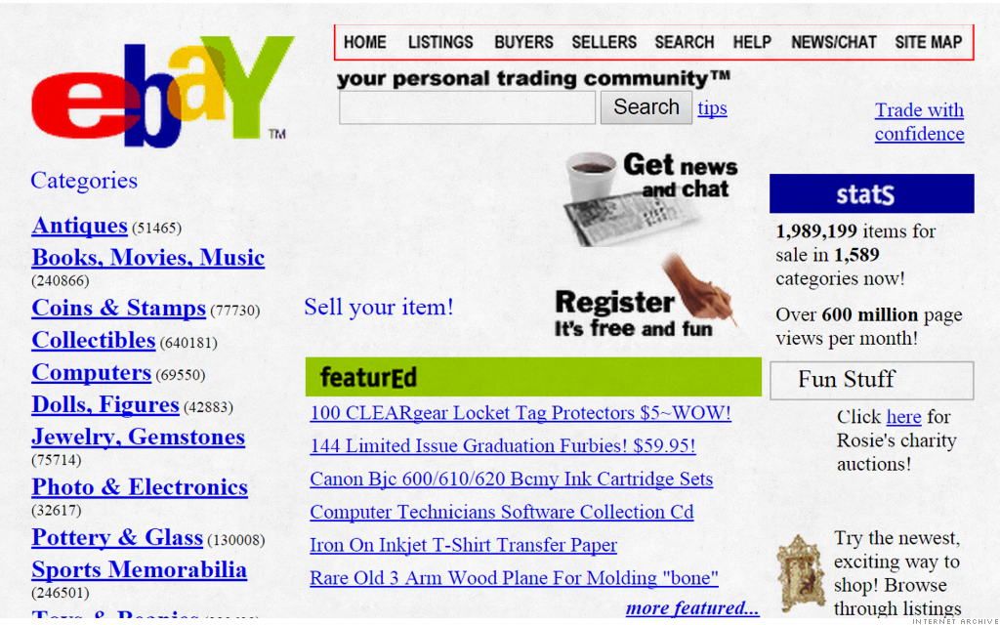 ebaY™
HOME LISTINGS BUYERS SELLERS SEARCH HELP NEWS/CHAT SITE MAP
your personal trading community™
Search tips
Trade with
confidence
Categories
Antiques (51465)
Books, Movies, Music
(240866)
Coins & Stamps (77730)
Collectibles (640181)
Computers (69550)
Dolls, Figures (42883)
Jewelry, Gemstones
(75714)
Photo & Electronics
(32617)
Pottery & Glass (130008)
Sports Memorabilia
(246501)
Get news
and chat
Sell your item!
Register
It's free and fun
featurEd
100 CLEARgear Locket Tag Protectors $5~WOW!
144 Limited Issue Graduation Furbies! $59.95!
Canon Bjc 600/610/620 Bcmy Ink Cartridge Sets
Computer Technicians Software Collection Cd
Iron On Inkjet T-Shirt Transfer Paper
Rare Old 3 Arm Wood Plane For Molding "bone"
more featured...
statS
1,989,199 items for
sale in 1,589
categories now!
Over 600 million page
views per month!
Fun Stuff
Click here for
Rosie's charity
auctions!
Try the newest,
exciting way to
shop! Browse
through listings
INTERNET ARCHIVE